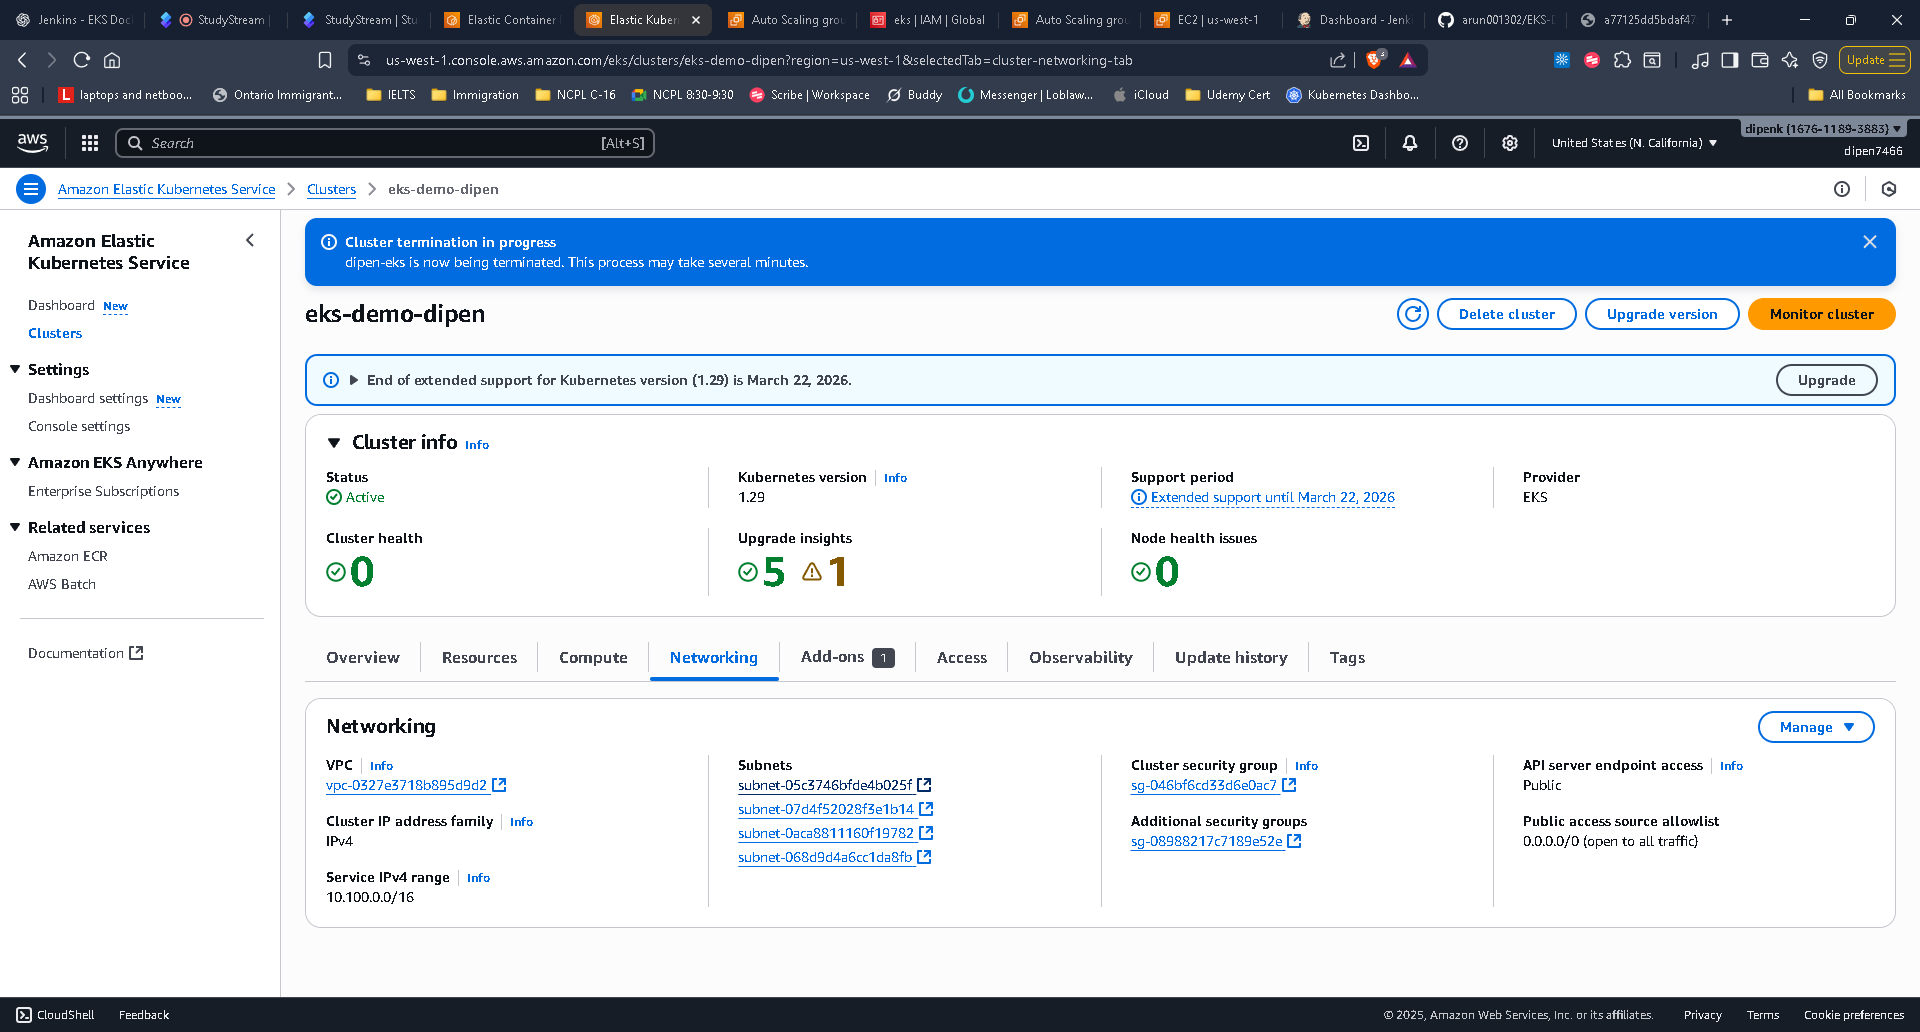 Jenkins - EKS Doc
StudyStream |
StudyStream | Stu
Elastic Container
Elastic Kuber
Auto Scaling grou
eks | IAM | Global
Auto Scaling grou
EC2 | us-west-1
Dashboard - Jenk
arun001302/EKS-D
a77125dd5bdaf47
us-west-1.console.aws.amazon.com/eks/clusters/eks-demo-dipen?region=us-west-1&selectedTab=cluster-networking-tab
3
Update
laptops and netboo...
Ontario Immigrant...
IELTS
Immigration
NCPL C-16
NCPL 8:30-9:30
Scribe | Workspace
Buddy
Messenger | Loblaw...
iCloud
Udemy Cert
Kubernetes Dashbo...
All Bookmarks
aws
Search
[Alt+S]
United States (N. California)
dipenk (1676-1189-3883)
dipen7466
Amazon Elastic Kubernetes Service
Clusters
eks-demo-dipen
Amazon Elastic
Kubernetes Service
Dashboard New
Clusters
Settings
Dashboard settings New
Console settings
Amazon EKS Anywhere
Enterprise Subscriptions
Related services
Amazon ECR
AWS Batch
Documentation
Cluster termination in progress
dipen-eks is now being terminated. This process may take several minutes.
eks-demo-dipen
Delete cluster
Upgrade version
Monitor cluster
End of extended support for Kubernetes version (1.29) is March 22, 2026.
Upgrade
Cluster info Info
Status
Active
Kubernetes version Info
1.29
Support period
Extended support until March 22, 2026
Provider
EKS
Cluster health
0
Upgrade insights
5 1
Node health issues
0
Overview
Resources
Compute
Networking
Add-ons 1
Access
Observability
Update history
Tags
Networking
Manage
VPC Info
vpc-0327e3718b895d9d2
Cluster IP address family Info
IPv4
Service IPv4 range Info
10.100.0.0/16
Subnets
subnet-05c3746bfde4b025f
subnet-07d4f52028f3e1b14
subnet-0aca8811160f19782
subnet-068d9d4a6cc1da8fb
Cluster security group Info
sg-046bf6cd33d6e0ac7
Additional security groups
sg-08988217c7189e52e
API server endpoint access Info
Public
Public access source allowlist
0.0.0.0/0 (open to all traffic)
CloudShell
Feedback
© 2025, Amazon Web Services, Inc. or its affiliates.
Privacy
Terms
Cookie preferences